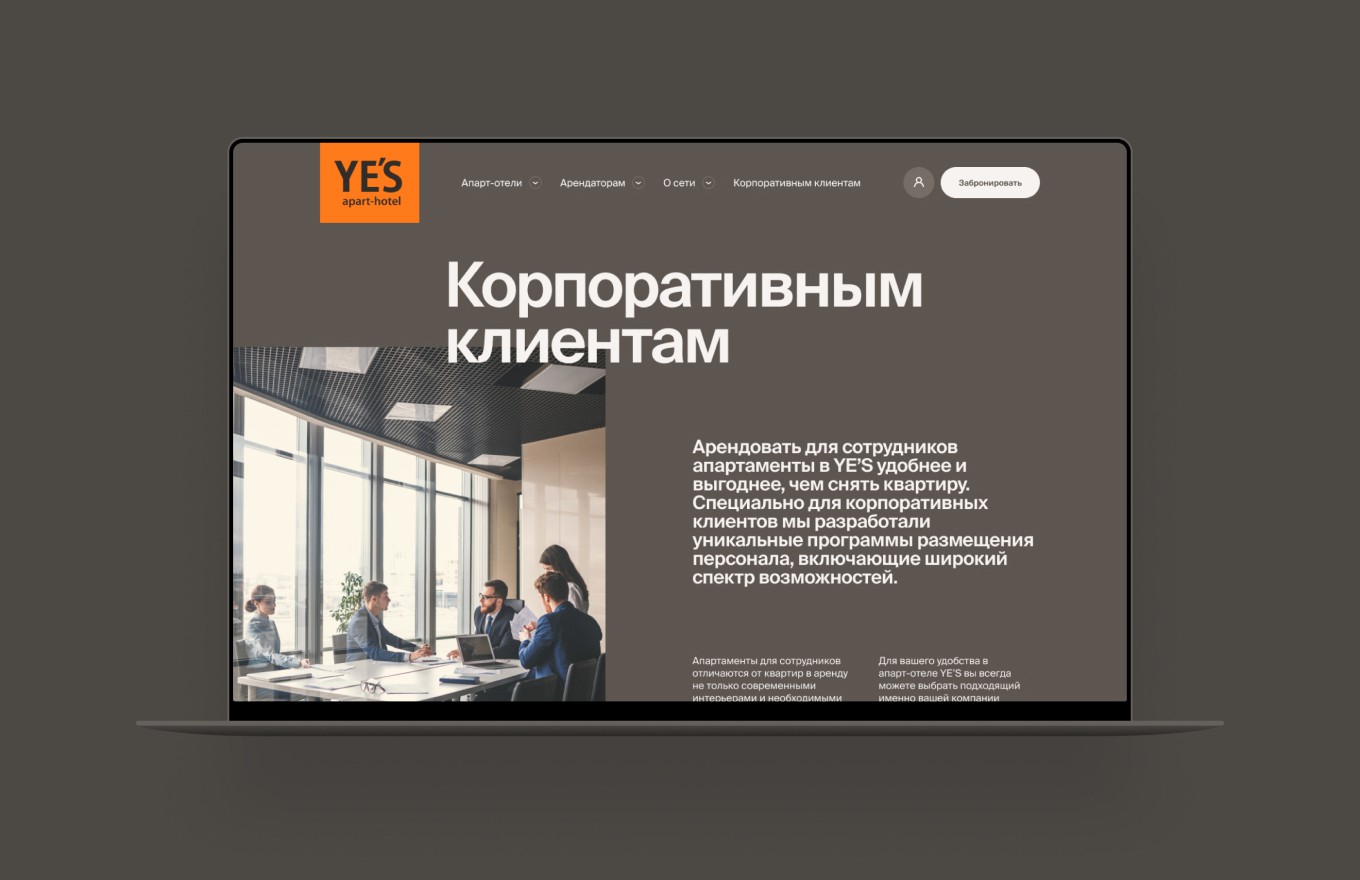 YE'S
apart-hotel
Апарт-отели
Арендаторам
О сети
Корпоративным клиентам
Забронировать
Корпоративным
клиентам
Арендовать для сотрудников
апартаменты в YE’S удобнее и
выгоднее, чем снять квартиру.
Специально для корпоративных
клиентов мы разработали
уникальные программы размещения
персонала, включающие широкий
спектр возможностей.
Апартаменты для сотрудников
отличаются от квартир в аренду
не только современными
интерьерами и необходимыми
Для вашего удобства в
апарт-отеле YE'S вы всегда
можете выбрать подходящий
именно вашей компании